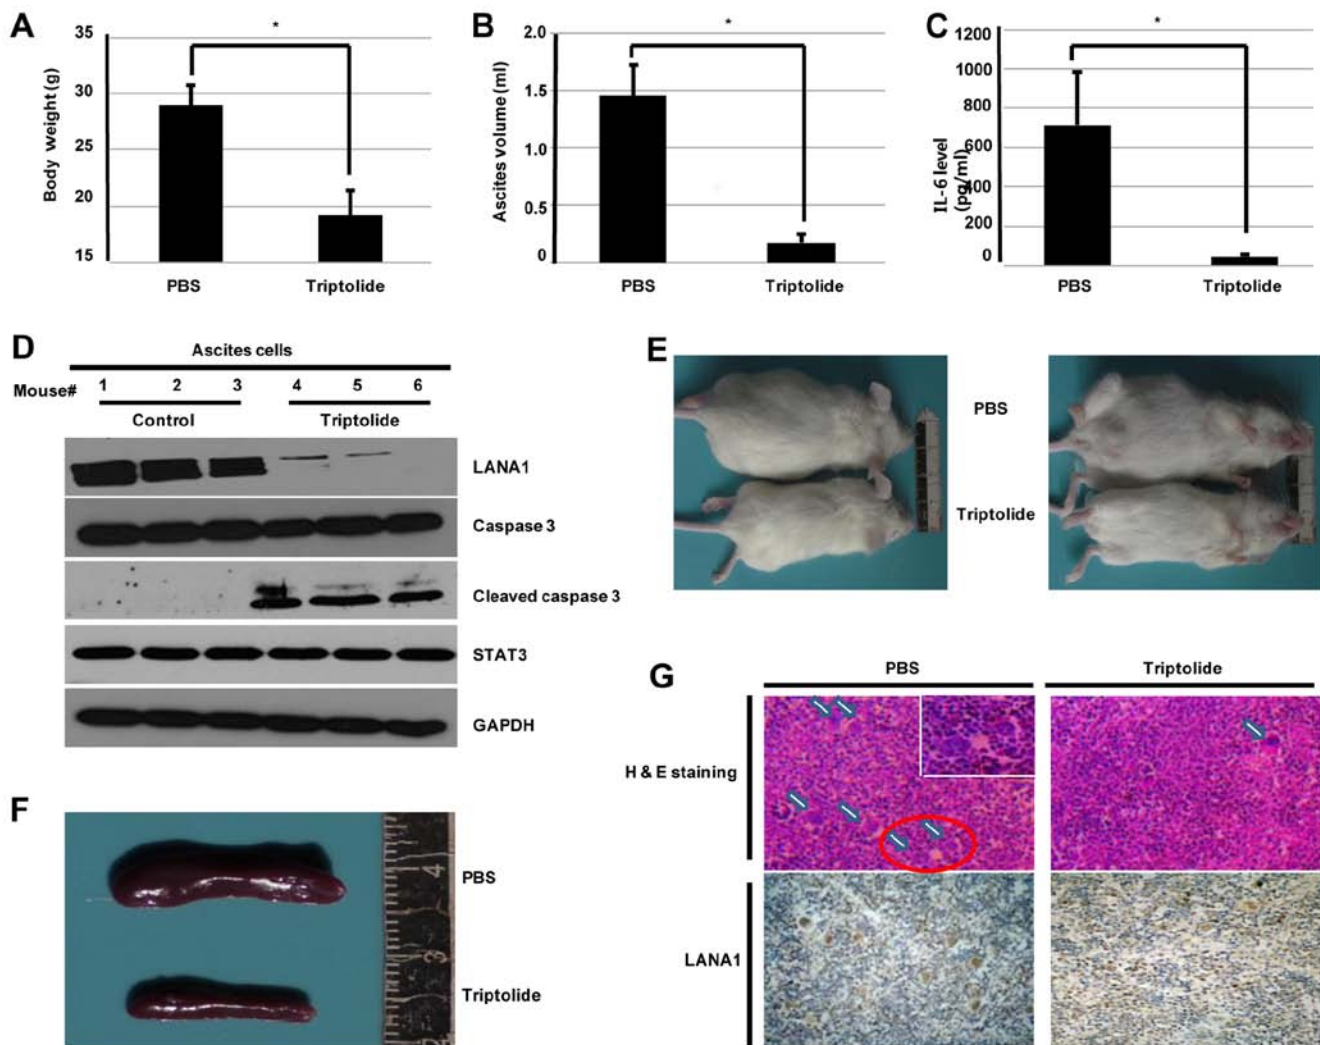 A
*
35
30
25
20
15
Body weight (g)
PBS
Triptolide
B
*
2.0
1.5
1.0
0.5
0
Ascites volume (ml)
PBS
Triptolide
C
*
1200
1000
800
600
400
200
0
IL-6 level
(pg/ml)
PBS
Triptolide
D
Ascites cells
Mouse# 1 2 3 4 5 6
Control Triptolide
LANA1
Caspase 3
Cleaved caspase 3
STAT3
GAPDH
E
PBS
Triptolide
F
PBS
Triptolide
4
3
G
PBS
Triptolide
H & E staining
LANA1